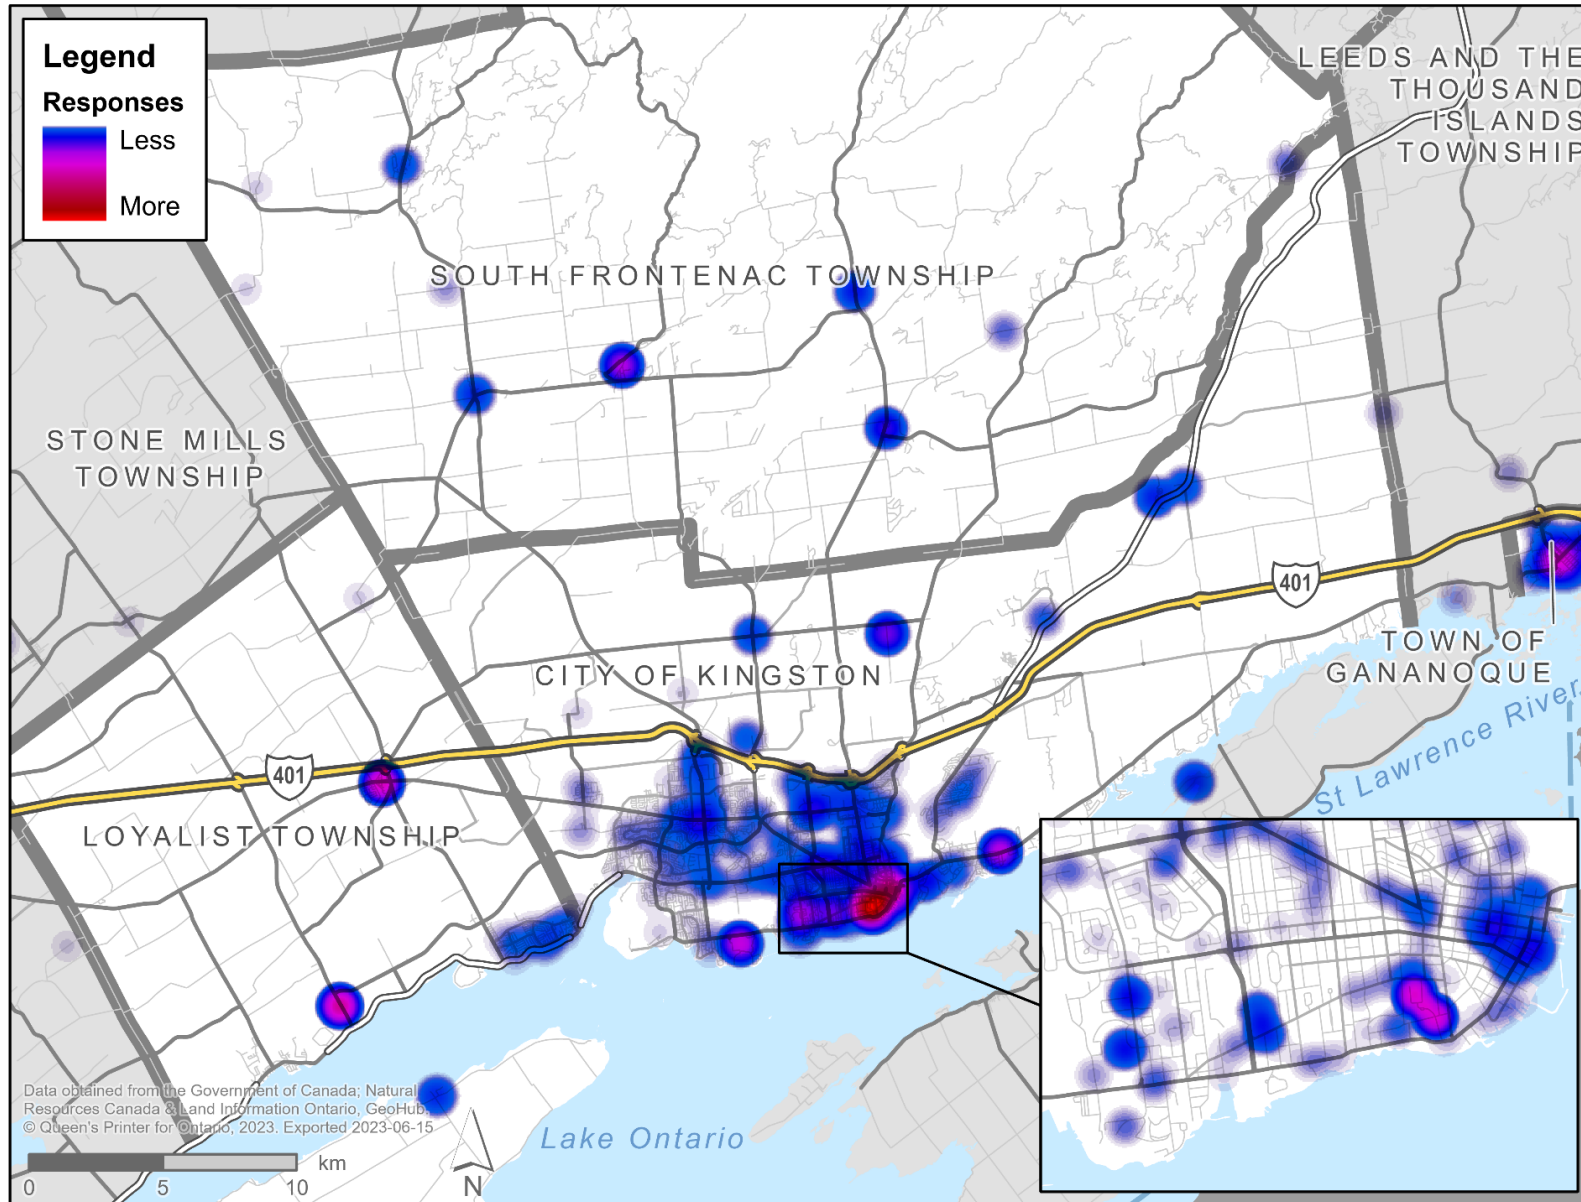 Legend
Responses
Less
More
LEEDS AND THE
THOUSAND
ISLANDS
TOWNSHIP
SOUTH FRONTENAC TOWNSHIP
STONE MILLS
TOWNSHIP
401
TOWN OF
GANANOQUE
CITY OF KINGSTON
St Lawrence River
401
LOYALIST TOWNSHIP
Data obtained from the Government of Canada; Natural
Resources Canada & Land Information Ontario, GeoHub,
© Queen's Printer for Ontario, 2023. Exported 2023-06-15
Lake Ontario
km
0 5 10
N